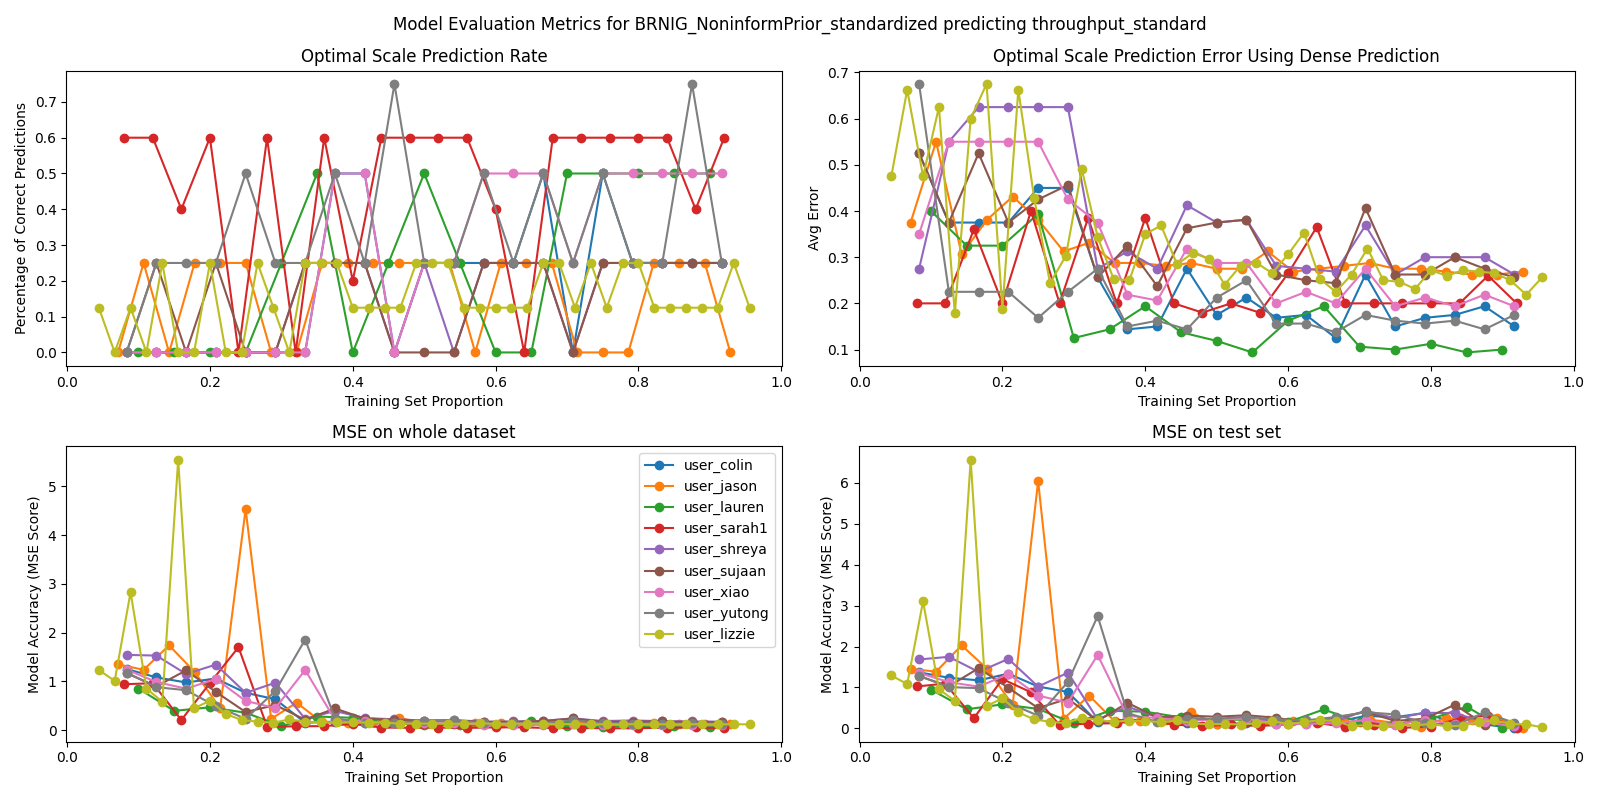 Model Evaluation Metrics for BRNIG_NoninformPrior_standardized predicting throughput_standard
Optimal Scale Prediction Rate
Percentage of Correct Predictions
0.7
0.6
0.5
0.4
0.3
0.2
0.1
0.0
0.0 0.2 0.4 0.6 0.8 1.0
Training Set Proportion
Optimal Scale Prediction Error Using Dense Prediction
Avg Error
0.7
0.6
0.5
0.4
0.3
0.2
0.1
0.0 0.2 0.4 0.6 0.8 1.0
Training Set Proportion
MSE on whole dataset
Model Accuracy (MSE Score)
5
4
3
2
1
0
0.0 0.2 0.4 0.6 0.8 1.0
Training Set Proportion
user_colin
user_jason
user_lauren
user_sarah1
user_shreya
user_sujaan
user_xiao
user_yutong
user_lizzie
MSE on test set
Model Accuracy (MSE Score)
6
5
4
3
2
1
0
0.0 0.2 0.4 0.6 0.8 1.0
Training Set Proportion